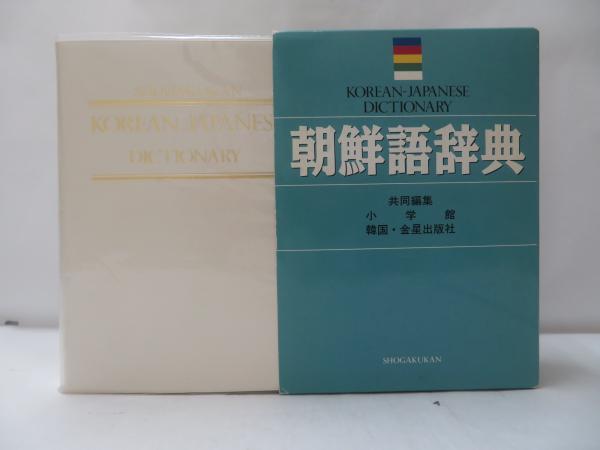 SHOGAKUKAN
KOREAN-JAPANESE
DICTIONARY
KOREAN-JAPANESE
DICTIONARY
朝鮮語辞典
共同編集
小学館
韓国・金星出版社
SHOGAKUKAN